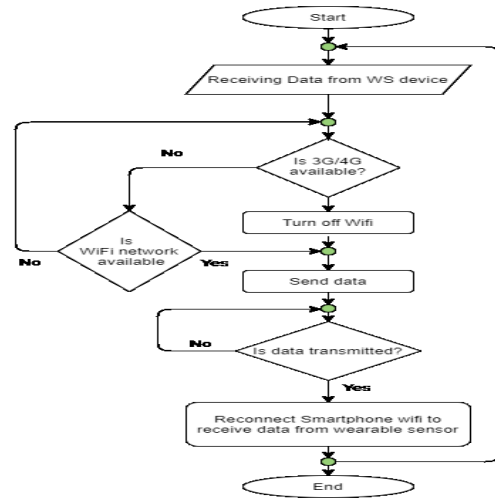 Start
Receiving Data from WS device
No
Is 3G/4G
available?
Turn off Wifi
Is
WiFi network
available
No
Yes
Send data
No
Is data transmitted?
Yes
Reconnect Smartphone wifi to
receive data from wearable sensor
End